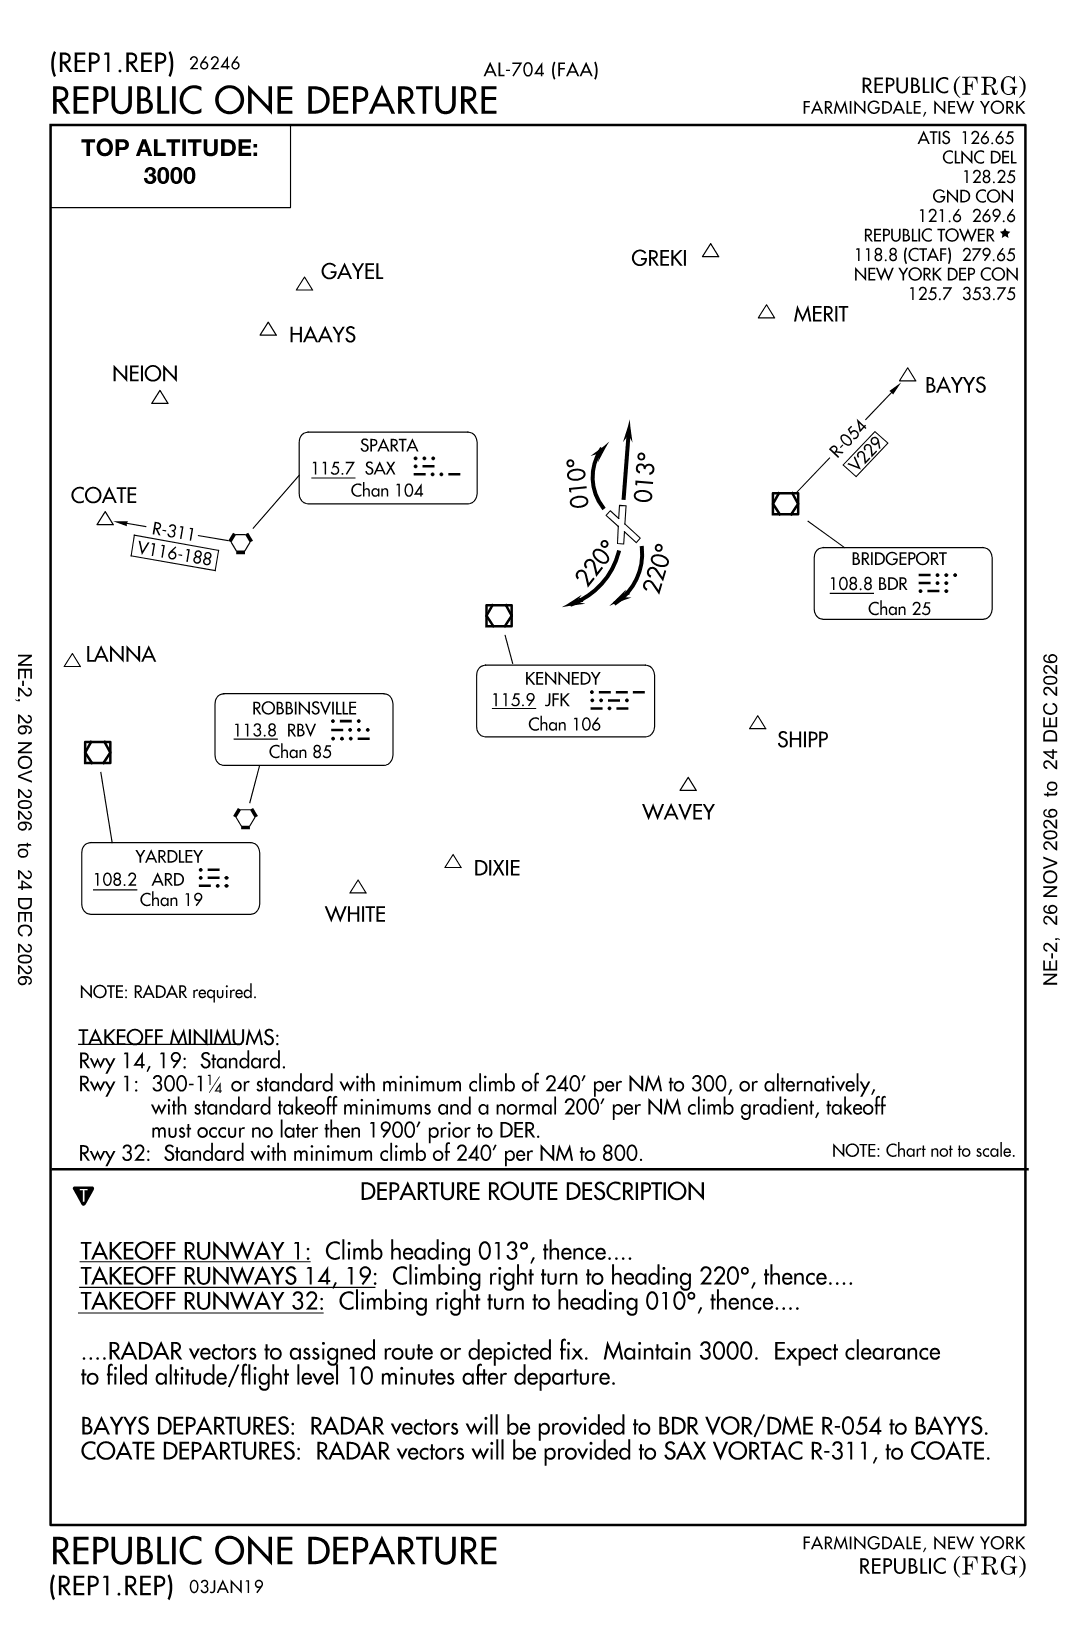 (REP1.REP) 26246
AL-704 (FAA)
REPUBLIC (FRG)
REPUBLIC ONE DEPARTURE
FARMINGDALE, NEW YORK
TOP ALTITUDE:
3000
ATIS 126.65
CLNC DEL
128.25
GND CON
121.6 269.6
REPUBLIC TOWER ★
118.8 (CTAF) 279.65
NEW YORK DEP CON
125.7 353.75
GREKI
GAYEL
MERIT
HAAYS
NEION
BAYYS
R-054
V229
SPARTA
115.7 SAX
Chan 104
010°
013°
COATE
R-311
V116-188
220°
220°
BRIDGEPORT
108.8 BDR
Chan 25
LANNA
KENNEDY
115.9 JFK
Chan 106
ROBBINSVILLE
113.8 RBV
Chan 85
SHIPP
WAVEY
YARDLEY
108.2 ARD
Chan 19
DIXIE
WHITE
NE-2, 26 NOV 2026 to 24 DEC 2026
NE-2, 26 NOV 2026 to 24 DEC 2026
NOTE: RADAR required.
TAKEOFF MINIMUMS:
Rwy 14, 19: Standard.
Rwy 1: 300-1¼ or standard with minimum climb of 240' per NM to 300, or alternatively,
with standard takeoff minimums and a normal 200' per NM climb gradient, takeoff
must occur no later then 1900' prior to DER.
Rwy 32: Standard with minimum climb of 240' per NM to 800.
NOTE: Chart not to scale.
T
DEPARTURE ROUTE DESCRIPTION
TAKEOFF RUNWAY 1: Climb heading 013°, thence....
TAKEOFF RUNWAYS 14, 19: Climbing right turn to heading 220°, thence....
TAKEOFF RUNWAY 32: Climbing right turn to heading 010°, thence....
....RADAR vectors to assigned route or depicted fix. Maintain 3000. Expect clearance
to filed altitude/flight level 10 minutes after departure.
BAYYS DEPARTURES: RADAR vectors will be provided to BDR VOR/DME R-054 to BAYYS.
COATE DEPARTURES: RADAR vectors will be provided to SAX VORTAC R-311, to COATE.
REPUBLIC ONE DEPARTURE
FARMINGDALE, NEW YORK
REPUBLIC (FRG)
(REP1.REP) 03JAN19